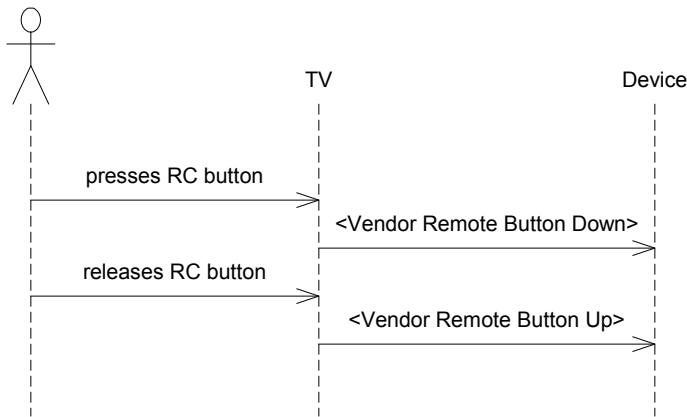 TV
Device
presses RC button
<Vendor Remote Button Down>
releases RC button
<Vendor Remote Button Up>